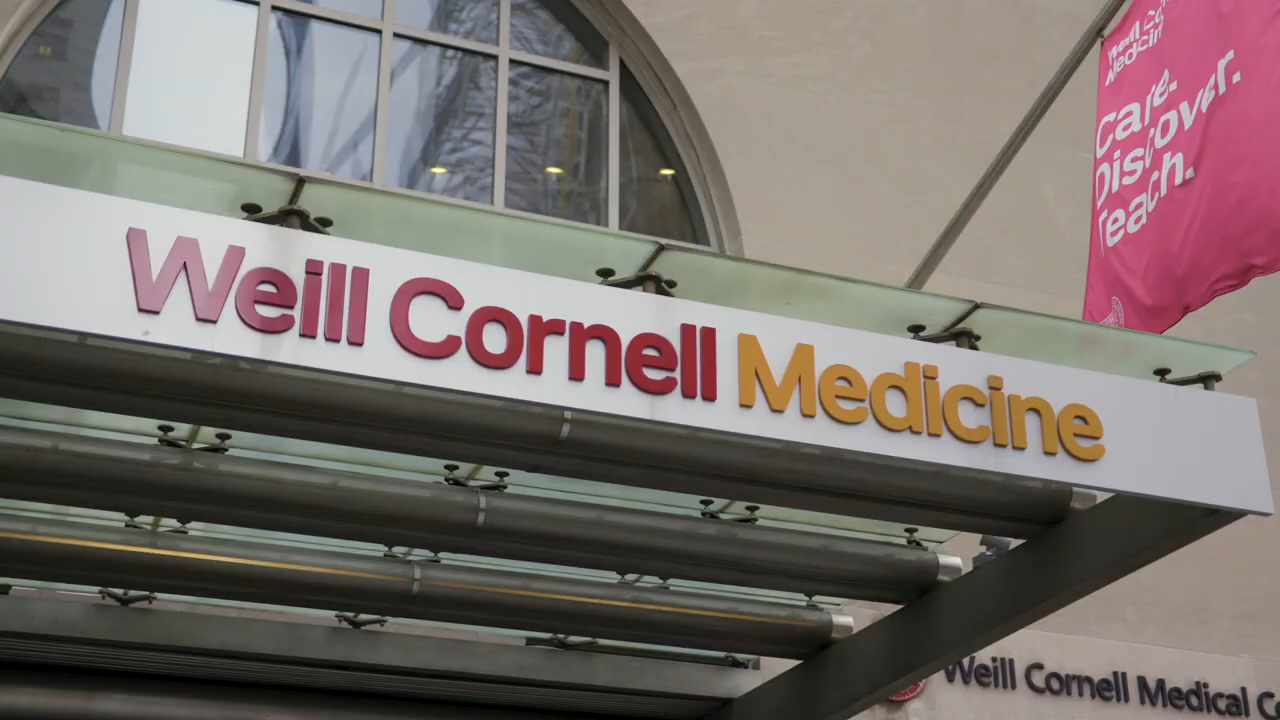 Weill Cornell Medicine
Weill Cornell
Medicine
Care.
Discover.
Teach.
Weill Cornell Medical